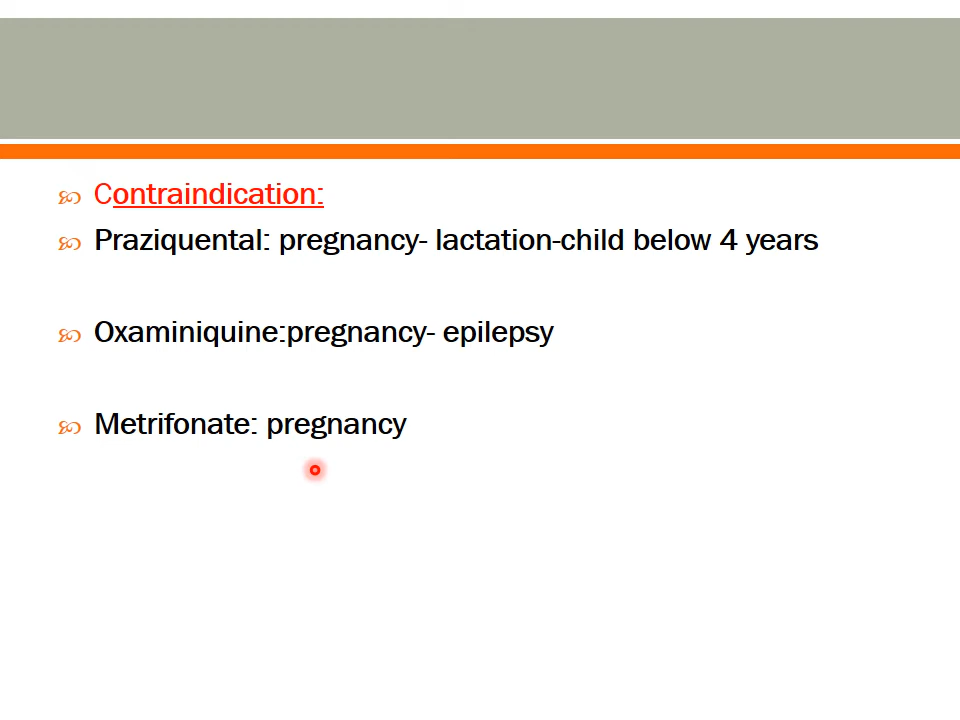 Contraindication:
Praziquental: pregnancy- lactation-child below 4 years
Oxaminiquine:pregnancy- epilepsy
Metrifonate: pregnancy